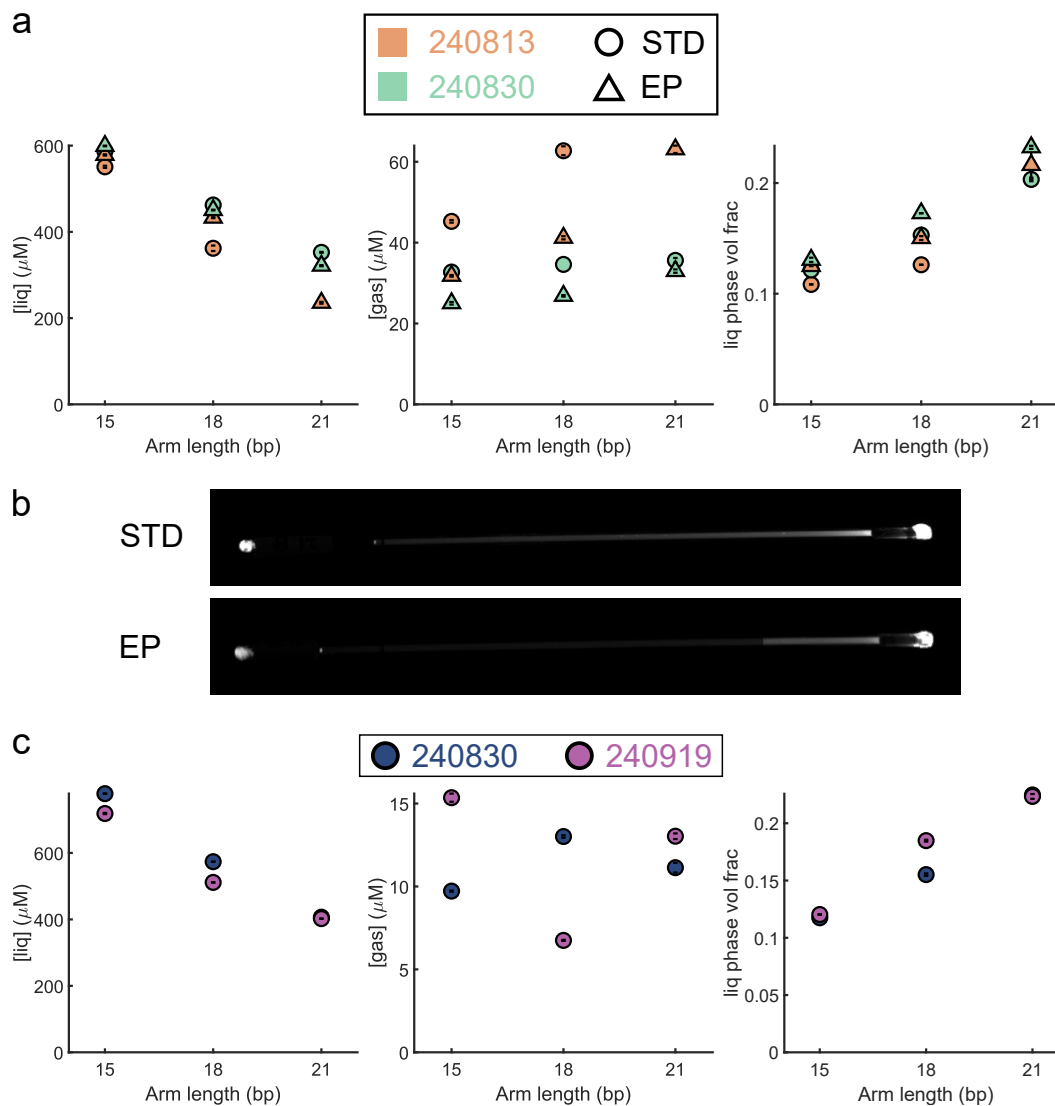 a
240813 STD
240830 EP
600
400
200
0
[liq] (μM)
15 18 21
Arm length (bp)
60
40
20
0
[gas] (μM)
15 18 21
Arm length (bp)
0.2
0.1
0
liq phase vol frac
15 18 21
Arm length (bp)
b
STD
EP
c
240830 240919
600
400
200
0
[liq] (μM)
15 18 21
Arm length (bp)
15
10
5
0
[gas] (μM)
15 18 21
Arm length (bp)
0.2
0.15
0.1
0.05
0
liq phase vol frac
15 18 21
Arm length (bp)